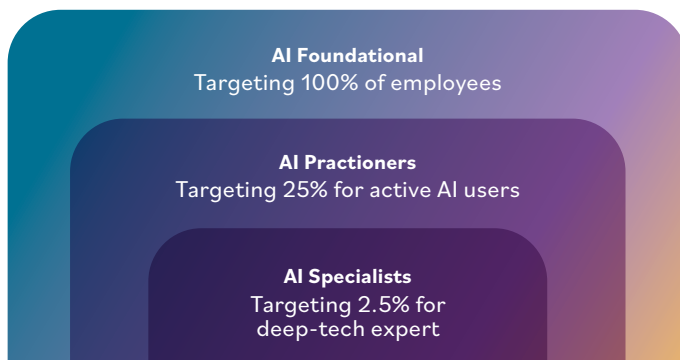 AI Foundational
Targeting 100% of employees
AI Practioners
Targeting 25% for active AI users
AI Specialists
Targeting 2.5% for
deep-tech expert